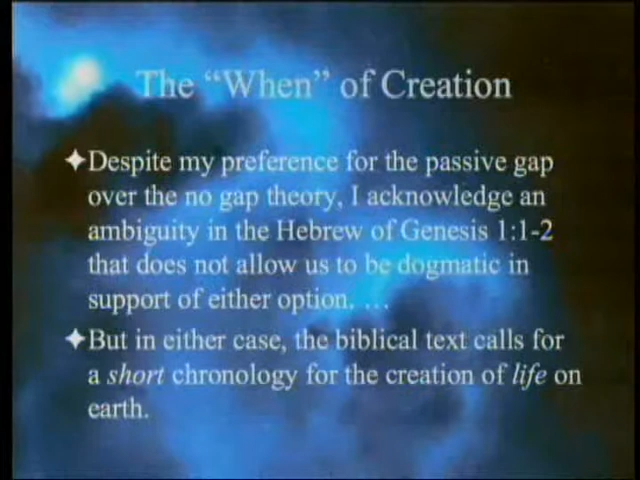 The “When” of Creation
✦Despite my preference for the passive gap
over the no gap theory, I acknowledge an
ambiguity in the Hebrew of Genesis 1:1-2
that does not allow us to be dogmatic in
support of either option. …
✦But in either case, the biblical text calls for
a short chronology for the creation of life on
earth.